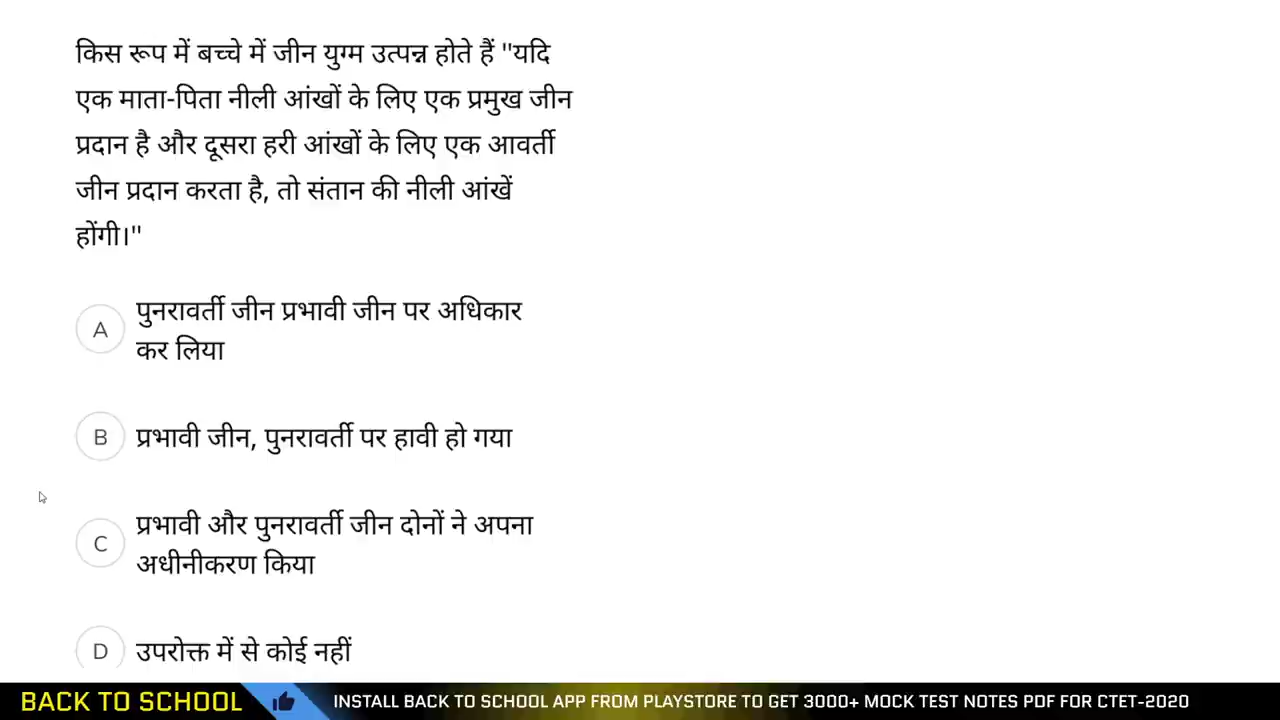 किस रूप में बच्चे में जीन युग्म उत्पन्न होते हैं "यदि
एक माता-पिता नीली आंखों के लिए एक प्रमुख जीन
प्रदान है और दूसरा हरी आंखों के लिए एक आवर्ती
जीन प्रदान करता है, तो संतान की नीली आंखें
होंगी।"
A पुनरावर्ती जीन प्रभावी जीन पर अधिकार
कर लिया
B प्रभावी जीन, पुनरावर्ती पर हावी हो गया
C प्रभावी और पुनरावर्ती जीन दोनों ने अपना
अधीनीकरण किया
D उपरोक्त में से कोई नहीं
BACK TO SCHOOL INSTALL BACK TO SCHOOL APP FROM PLAYSTORE TO GET 3000+ MOCK TEST NOTES PDF FOR CTET-2020